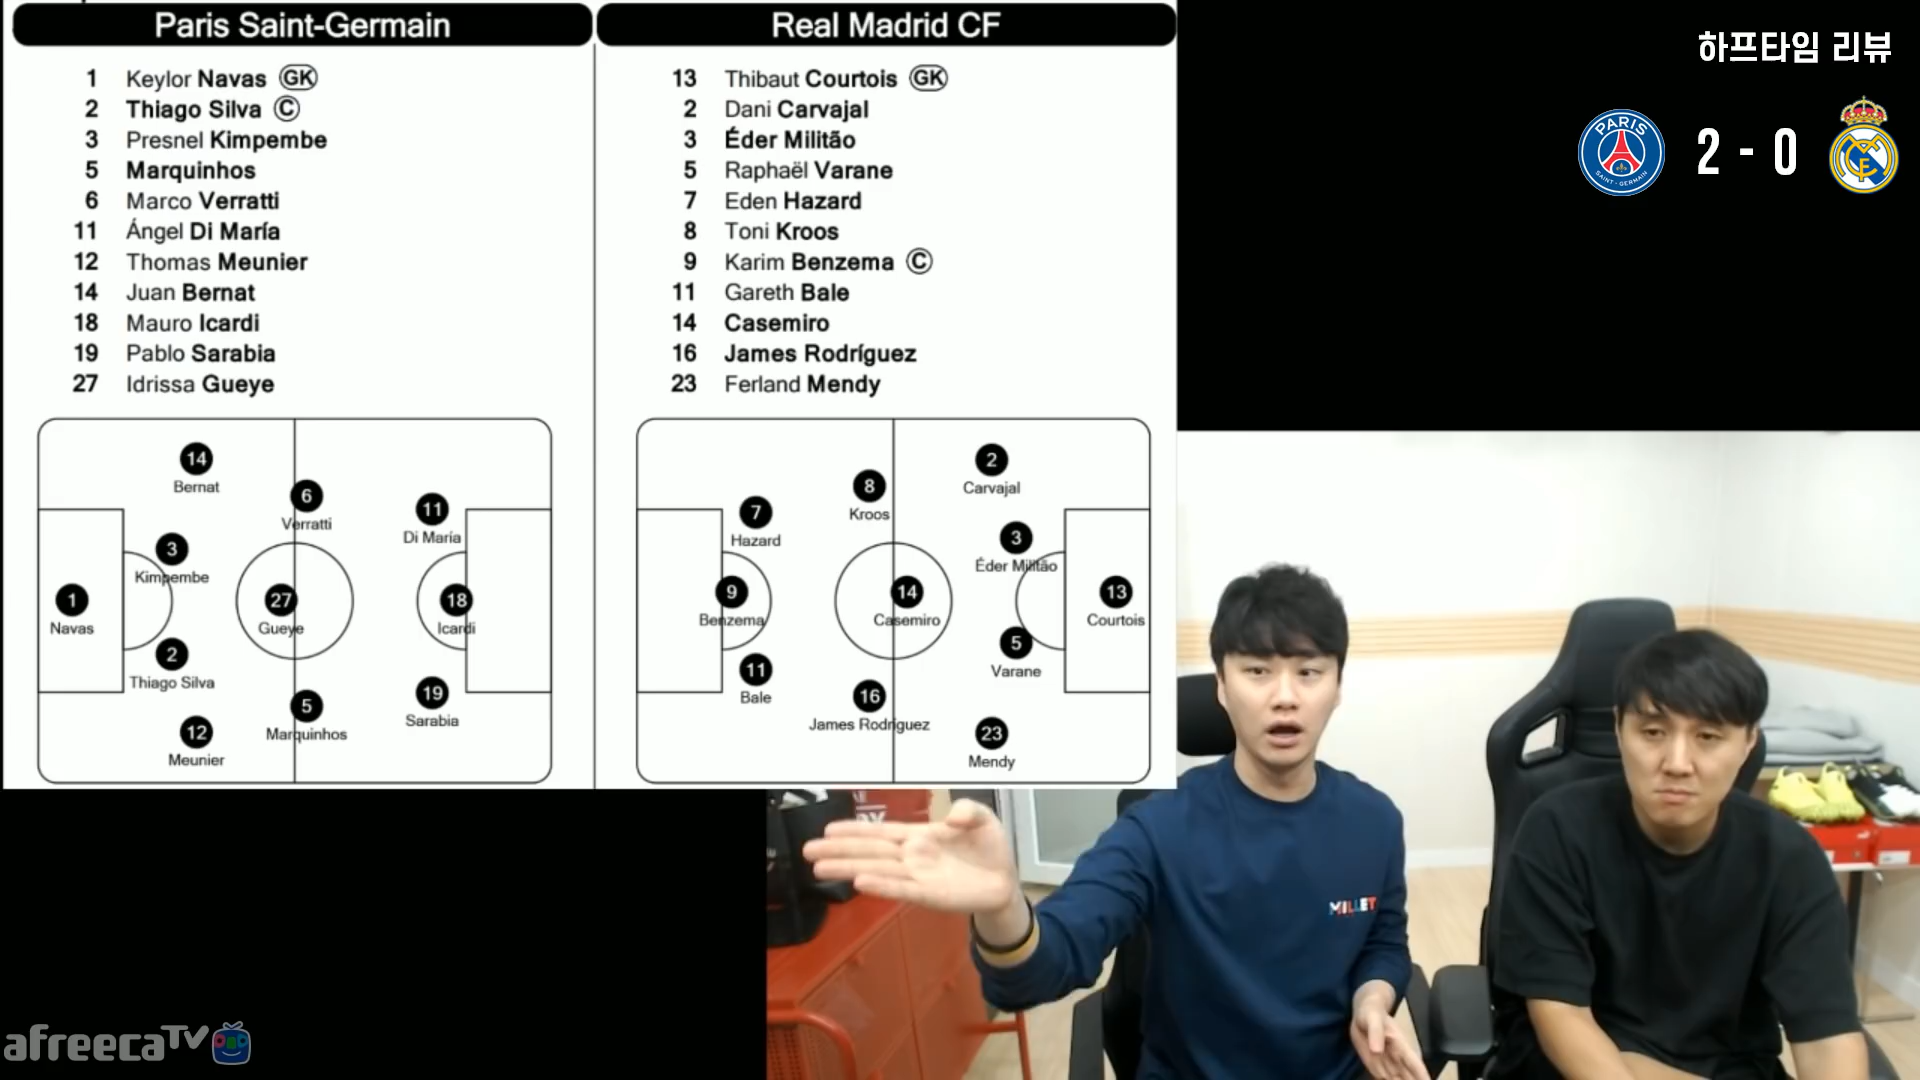 Paris Saint-Germain
1 Keylor Navas GK
2 Thiago Silva C
3 Presnel Kimpembe
5 Marquinhos
6 Marco Verratti
11 Ángel Di María
12 Thomas Meunier
14 Juan Bernat
18 Mauro Icardi
19 Pablo Sarabia
27 Idrissa Gueye
14
Bernat
6
Verratti
11
Di María
3
Kimpembe
1
Navas
27
Gueye
18
Icardi
2
Thiago Silva
12
Meunier
5
Marquinhos
19
Sarabia
Real Madrid CF
13 Thibaut Courtois GK
2 Dani Carvajal
3 Éder Militão
5 Raphaël Varane
7 Eden Hazard
8 Toni Kroos
9 Karim Benzema C
11 Gareth Bale
14 Casemiro
16 James Rodríguez
23 Ferland Mendy
2
Carvajal
8
Kroos
7
Hazard
3
Éder Militão
9
Benzema
14
Casemiro
13
Courtois
5
Varane
11
Bale
16
James Rodríguez
23
Mendy
하프타임 리뷰
PARIS
SAINT-GERMAIN
2 - 0
MILLET
afreecaTV